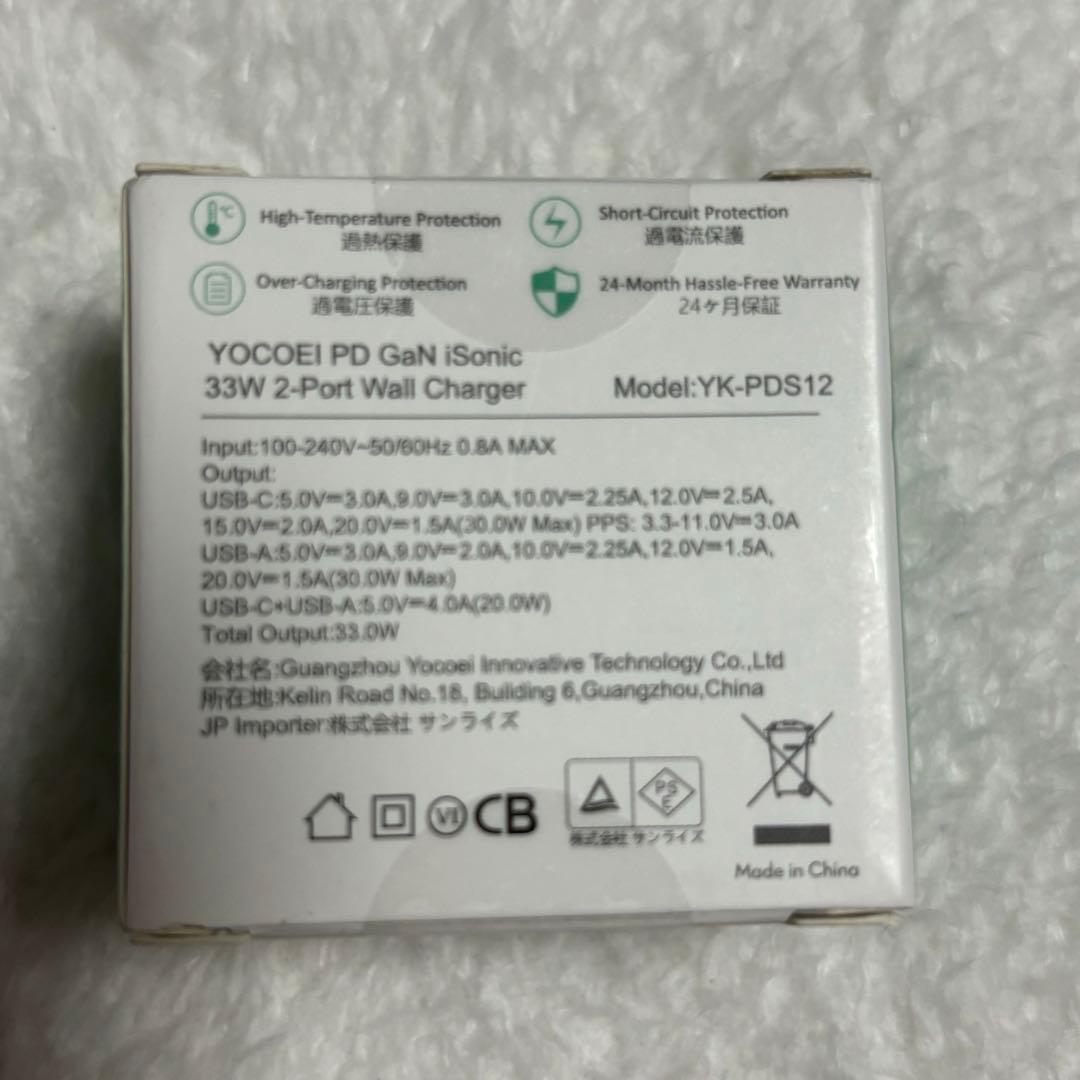 ℃
High-Temperature Protection
過熱保護
Short-Circuit Protection
過電流保護
Over-Charging Protection
過電圧保護
24-Month Hassle-Free Warranty
24ヶ月保証
YOCOEI PD GaN iSonic
33W 2-Port Wall Charger
Model:YK-PDS12
Input:100-240V~50/60Hz 0.8A MAX
Output:
USB-C:5.0V⎓3.0A,9.0V⎓3.0A,10.0V⎓2.25A,12.0V⎓2.5A,
15.0V⎓2.0A,20.0V⎓1.5A(30.0W Max) PPS: 3.3-11.0V⎓3.0A
USB-A:5.0V⎓3.0A,9.0V⎓2.0A,10.0V⎓2.25A,12.0V⎓1.5A,
20.0V⎓1.5A(30.0W Max)
USB-C+USB-A:5.0V⎓4.0A(20.0W)
Total Output:33.0W
会社名:Guangzhou Yocoei Innovative Technology Co.,Ltd
所在地:Kelin Road No.18, Building 6,Guangzhou,China
JP Importer:株式会社 サンライズ
VI
CB
PS
E
株式会社 サンライズ
Made in China